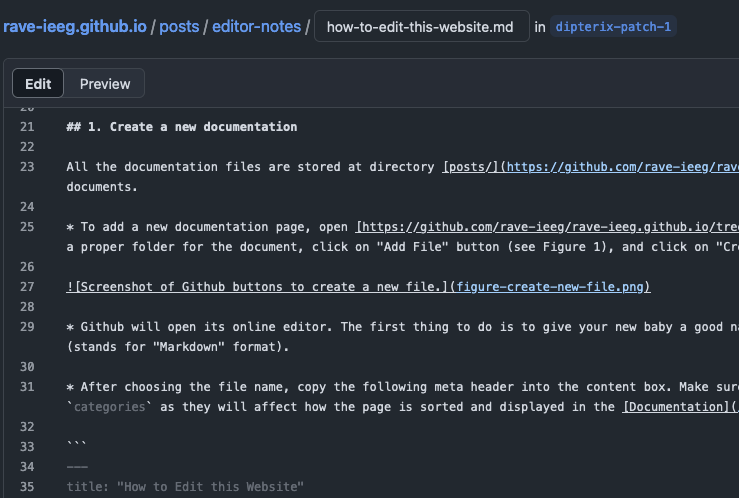 rave-ieeg.github.io / posts / editor-notes / how-to-edit-this-website.md in dipterix-patch-1
Edit Preview
20
21 ## 1. Create a new documentation
22
23 All the documentation files are stored at directory [posts/](https://github.com/rave-ieeg/rave
documents.
24
25 * To add a new documentation page, open [https://github.com/rave-ieeg/rave-ieeg.github.io/tre
a proper folder for the document, click on "Add File" button (see Figure 1), and click on "Cr
26
27 ![Screenshot of Github buttons to create a new file.](figure-create-new-file.png)
28
29 * Github will open its online editor. The first thing to do is to give your new baby a good na
(stands for "Markdown" format).
30
31 * After choosing the file name, copy the following meta header into the content box. Make sure
`categories` as they will affect how the page is sorted and displayed in the [Documentation](/
32
33 ```
34 ---
35 title: "How to Edit this Website"